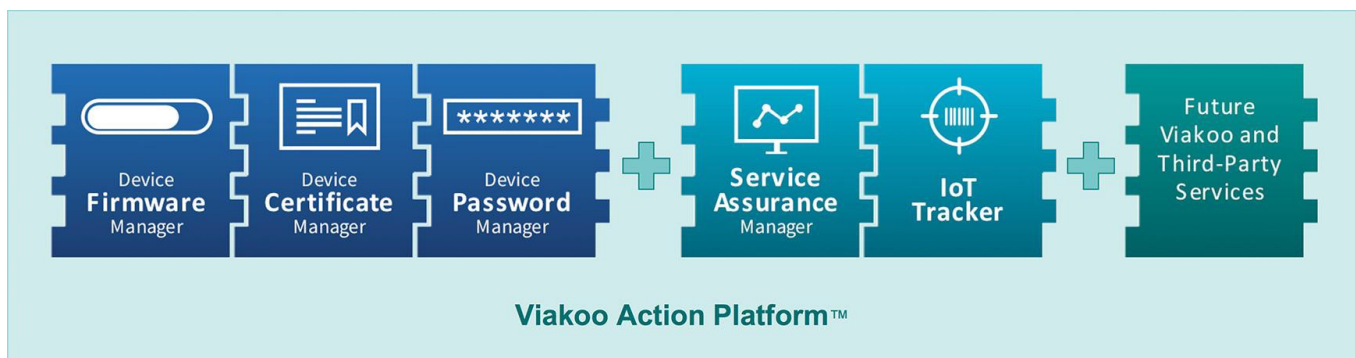 *******
Device
Firmware
Manager
Device
Certificate
Manager
Device
Password
Manager
Service
Assurance
Manager
IoT
Tracker
Future
Viakoo and
Third-Party
Services
Viakoo Action Platform™